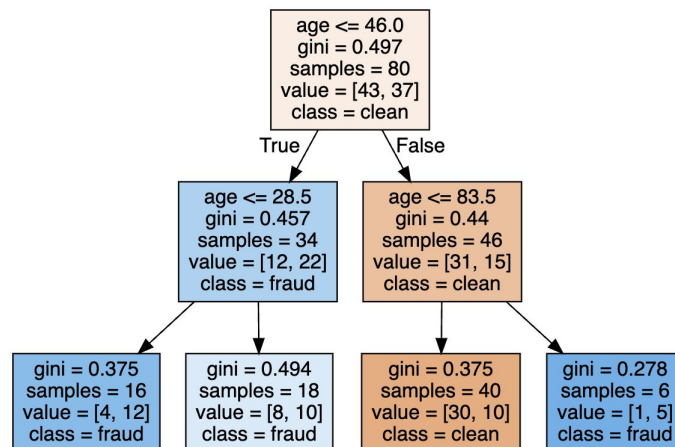 age <= 46.0
gini = 0.497
samples = 80
value = [43, 37]
class = clean
True
False
age <= 28.5
gini = 0.457
samples = 34
value = [12, 22]
class = fraud
age <= 83.5
gini = 0.44
samples = 46
value = [31, 15]
class = clean
gini = 0.375
samples = 16
value = [4, 12]
class = fraud
gini = 0.494
samples = 18
value = [8, 10]
class = fraud
gini = 0.375
samples = 40
value = [30, 10]
class = clean
gini = 0.278
samples = 6
value = [1, 5]
class = fraud